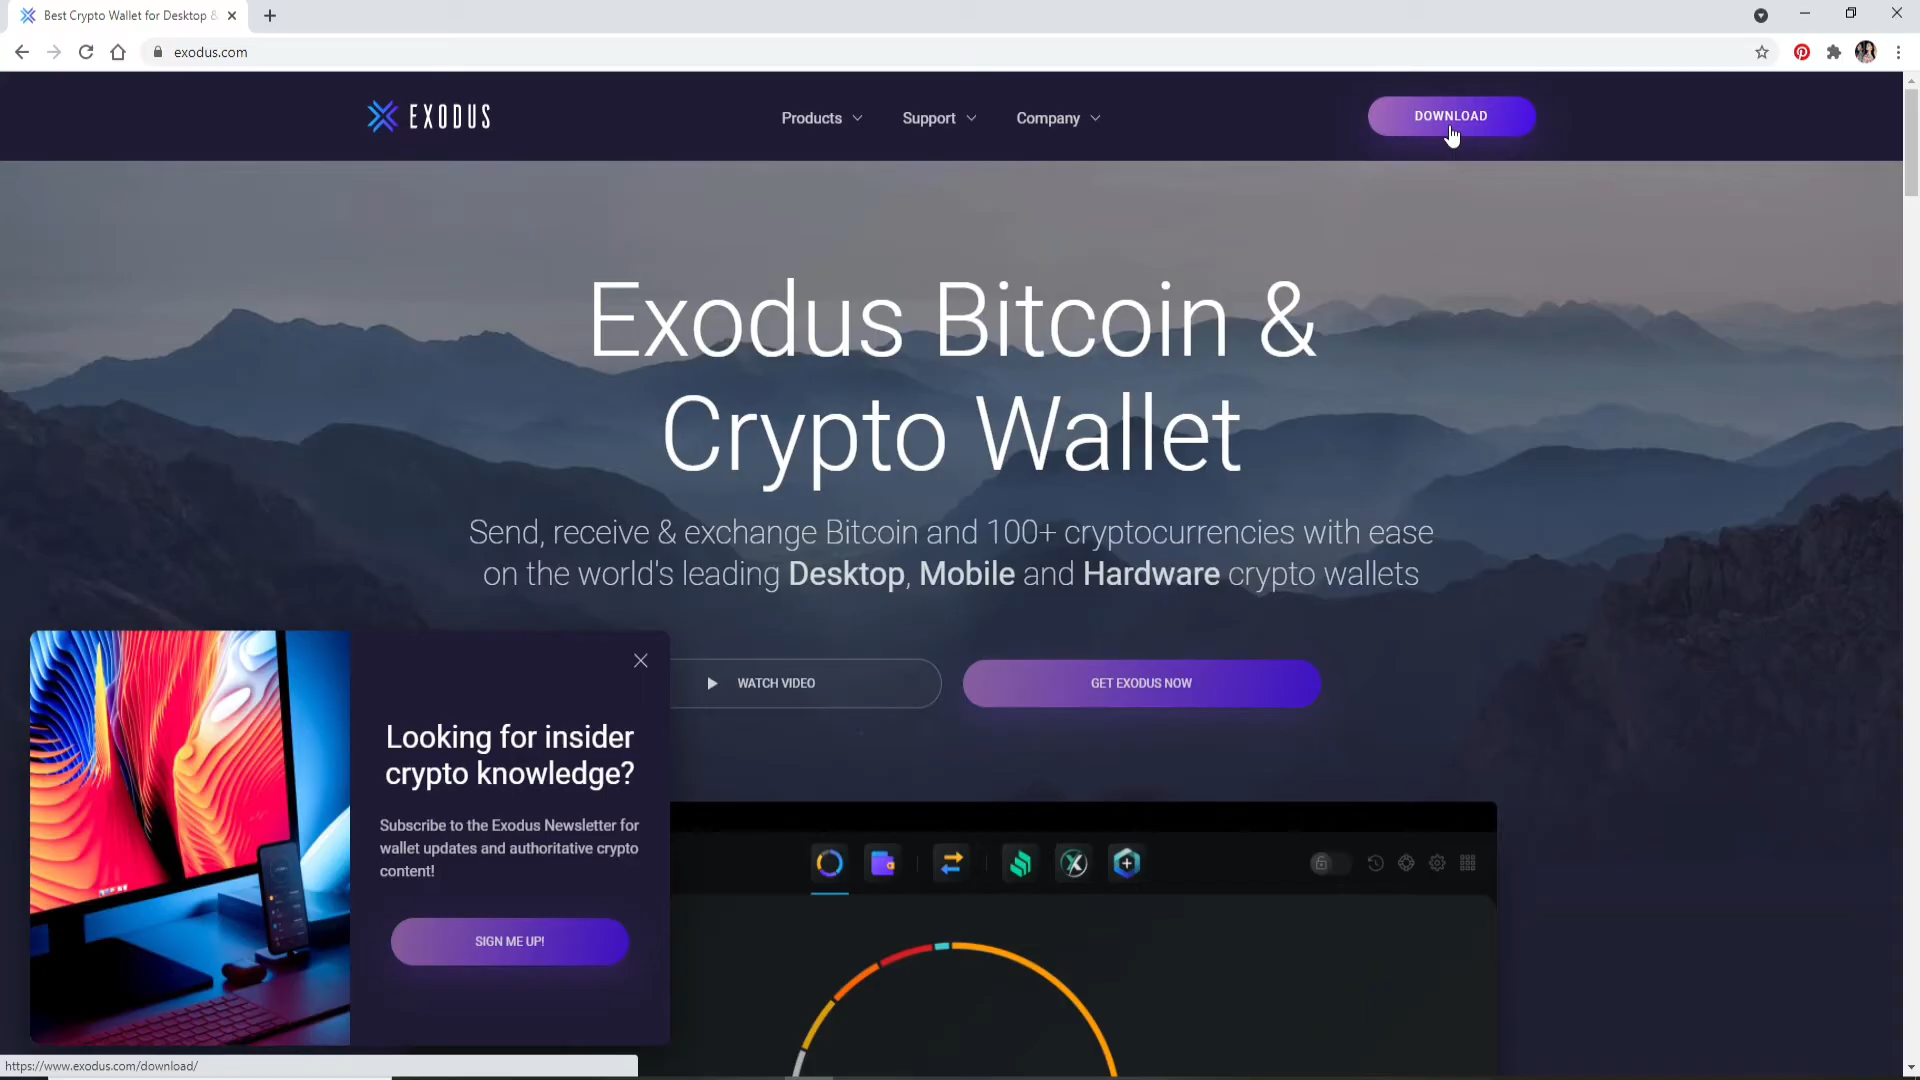 Best Crypto Wallet for Desktop &
exodus.com
EXODUS
Products
Support
Company
DOWNLOAD
Exodus Bitcoin &
Crypto Wallet
Send, receive & exchange Bitcoin and 100+ cryptocurrencies with ease
on the world's leading Desktop, Mobile and Hardware crypto wallets
WATCH VIDEO
GET EXODUS NOW
Looking for insider
crypto knowledge?
Subscribe to the Exodus Newsletter for
wallet updates and authoritative crypto
content!
SIGN ME UP!
https://www.exodus.com/download/